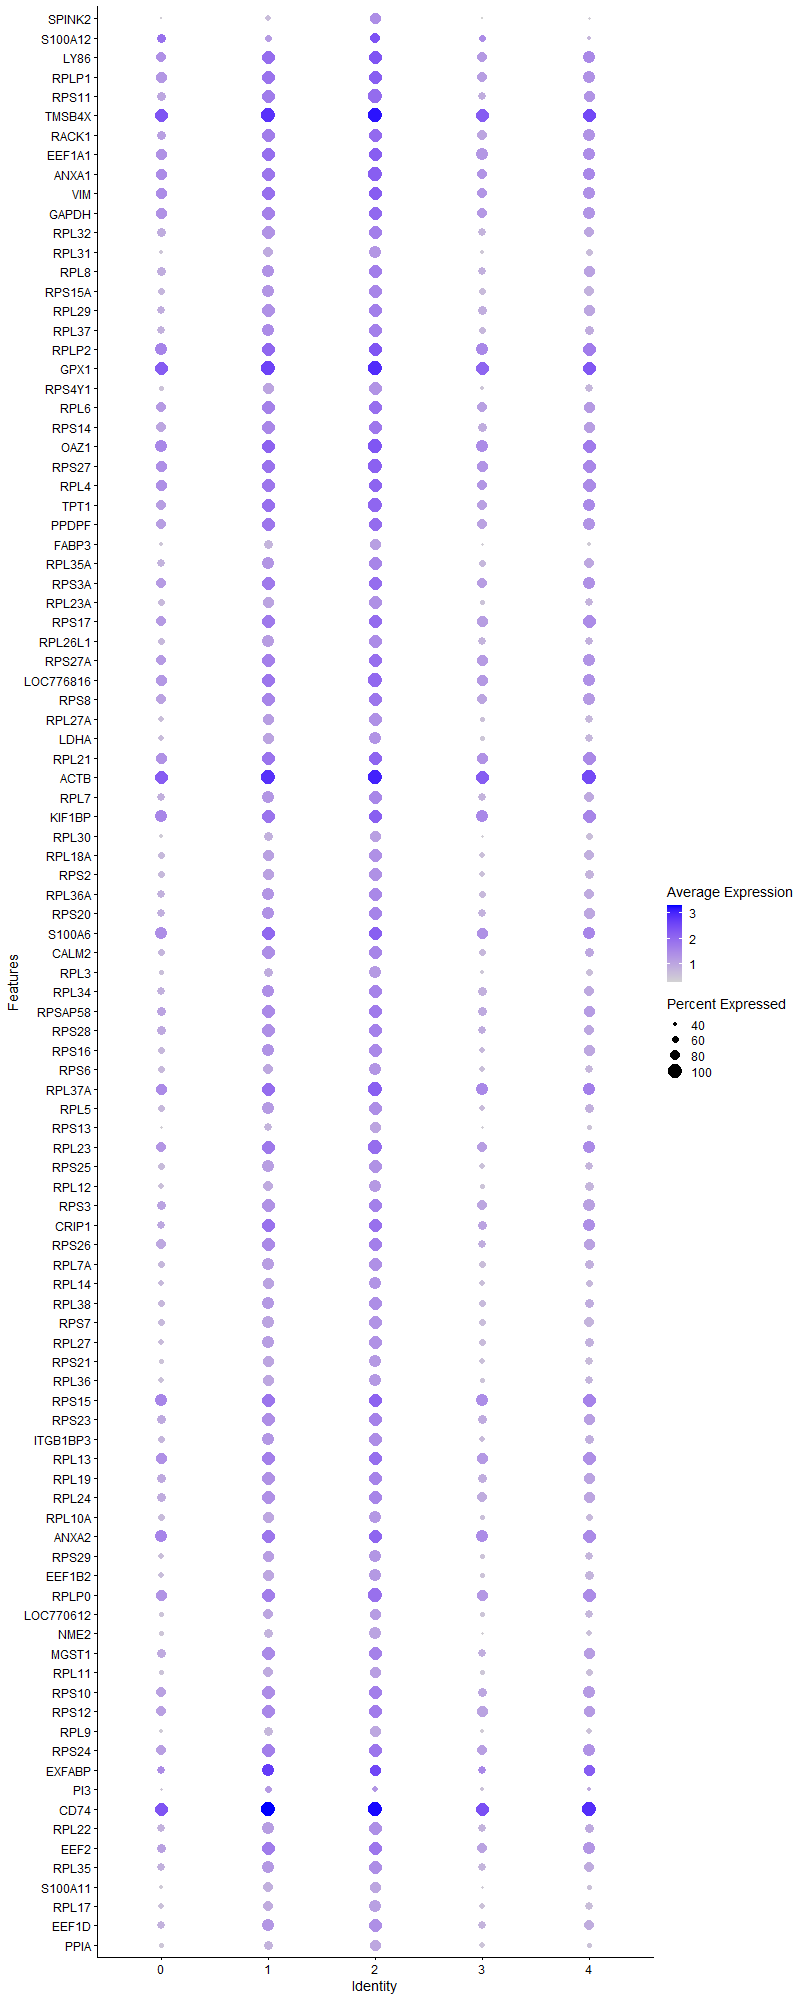 SPINK2
S100A12
LY86
RPLP1
RPS11
TMSB4X
RACK1
EEF1A1
ANXA1
VIM
GAPDH
RPL32
RPL31
RPL8
RPS15A
RPL29
RPL37
RPLP2
GPX1
RPS4Y1
RPL6
RPS14
OAZ1
RPS27
RPL4
TPT1
PPDPF
FABP3
RPL35A
RPS3A
RPL23A
RPS17
RPL26L1
RPS27A
LOC776816
RPS8
RPL27A
LDHA
RPL21
ACTB
RPL7
KIF1BP
RPL30
RPL18A
RPS2
RPL36A
RPS20
S100A6
CALM2
RPL3
RPL34
RPSAP58
RPS28
RPS16
RPS6
RPL37A
RPL5
RPS13
RPL23
RPS25
RPL12
RPS3
CRIP1
RPS26
RPL7A
RPL14
RPL38
RPS7
RPL27
RPS21
RPL36
RPS15
RPS23
ITGB1BP3
RPL13
RPL19
RPL24
RPL10A
ANXA2
RPS29
EEF1B2
RPLP0
LOC770612
NME2
MGST1
RPL11
RPS10
RPS12
RPL9
RPS24
EXFABP
PI3
CD74
RPL22
EEF2
RPL35
S100A11
RPL17
EEF1D
PPIA
Features
0 1 2 3 4
Identity
Average Expression
3
2
1
Percent Expressed
40
60
80
100